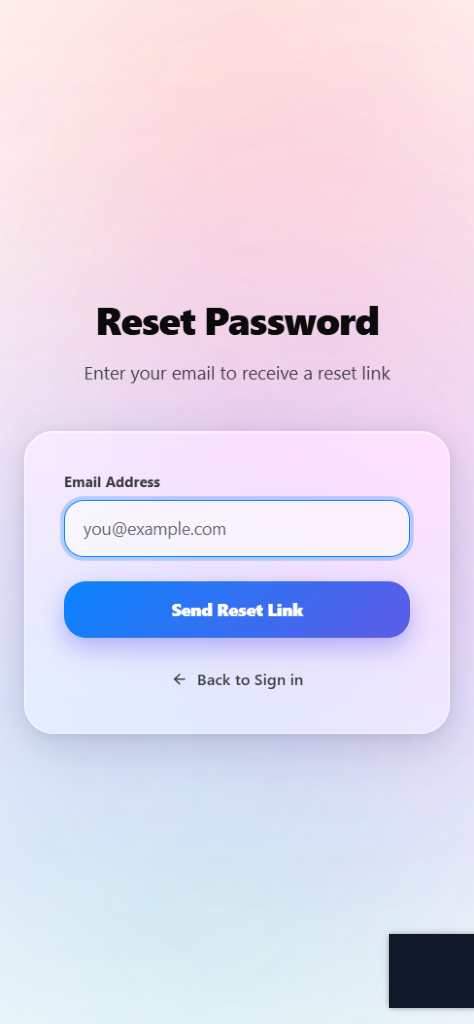 Reset Password
Enter your email to receive a reset link
Email Address
you@example.com
Send Reset Link
← Back to Sign in